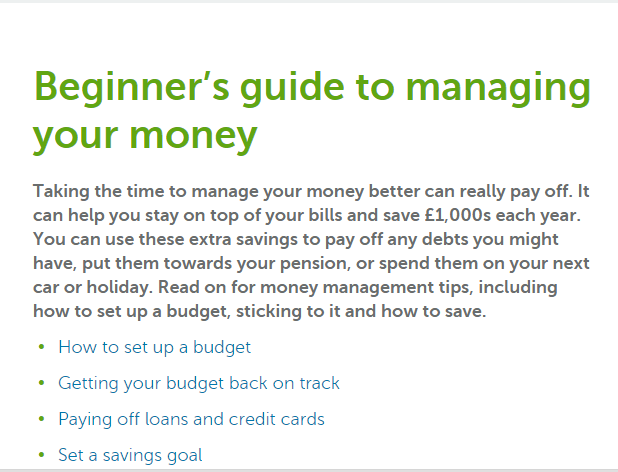 Beginner’s guide to managing
your money
Taking the time to manage your money better can really pay off. It
can help you stay on top of your bills and save £1,000s each year.
You can use these extra savings to pay off any debts you might
have, put them towards your pension, or spend them on your next
car or holiday. Read on for money management tips, including
how to set up a budget, sticking to it and how to save.
• How to set up a budget
• Getting your budget back on track
• Paying off loans and credit cards
• Set a savings goal